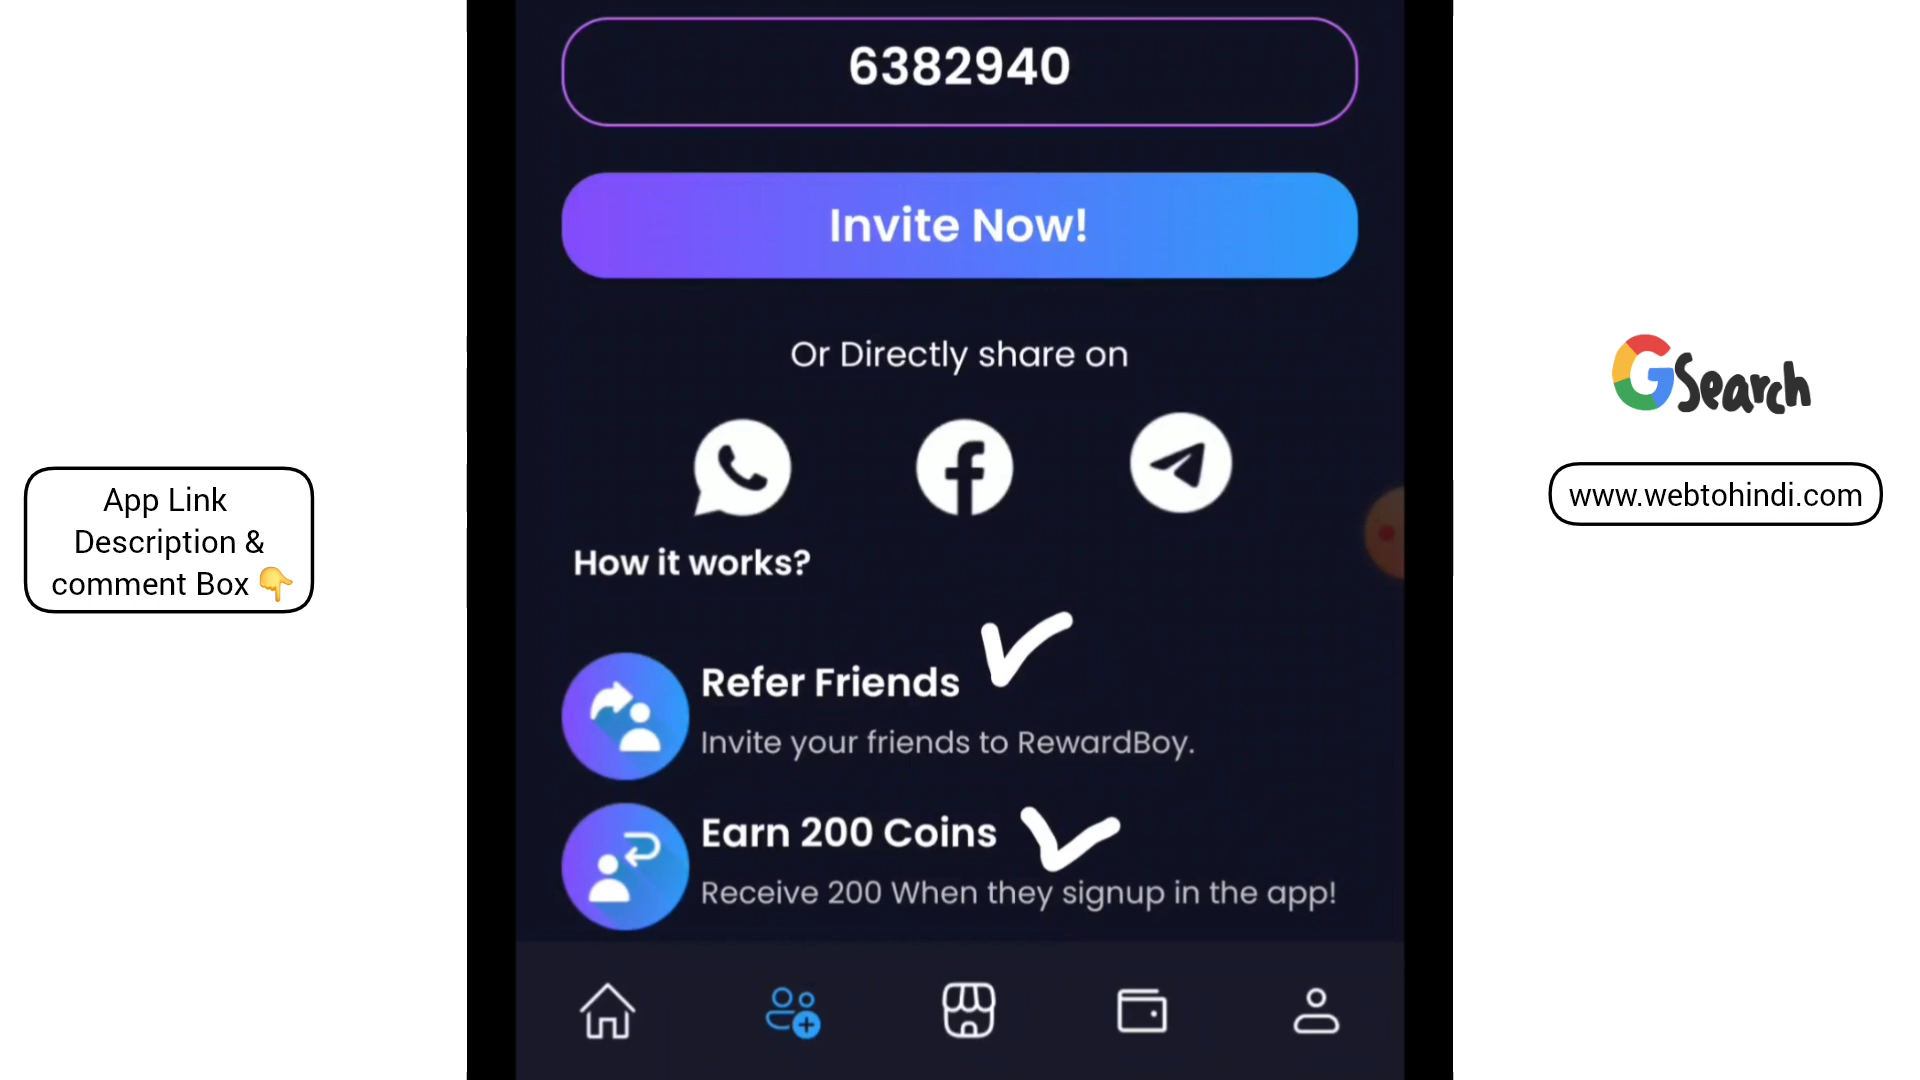 6382940
Invite Now!
Or Directly share on
How it works?
Refer Friends
Invite your friends to RewardBoy.
Earn 200 Coins
Receive 200 When they signup in the app!
App Link
Description &
comment Box 👇
GSearch
www.webtohindi.com